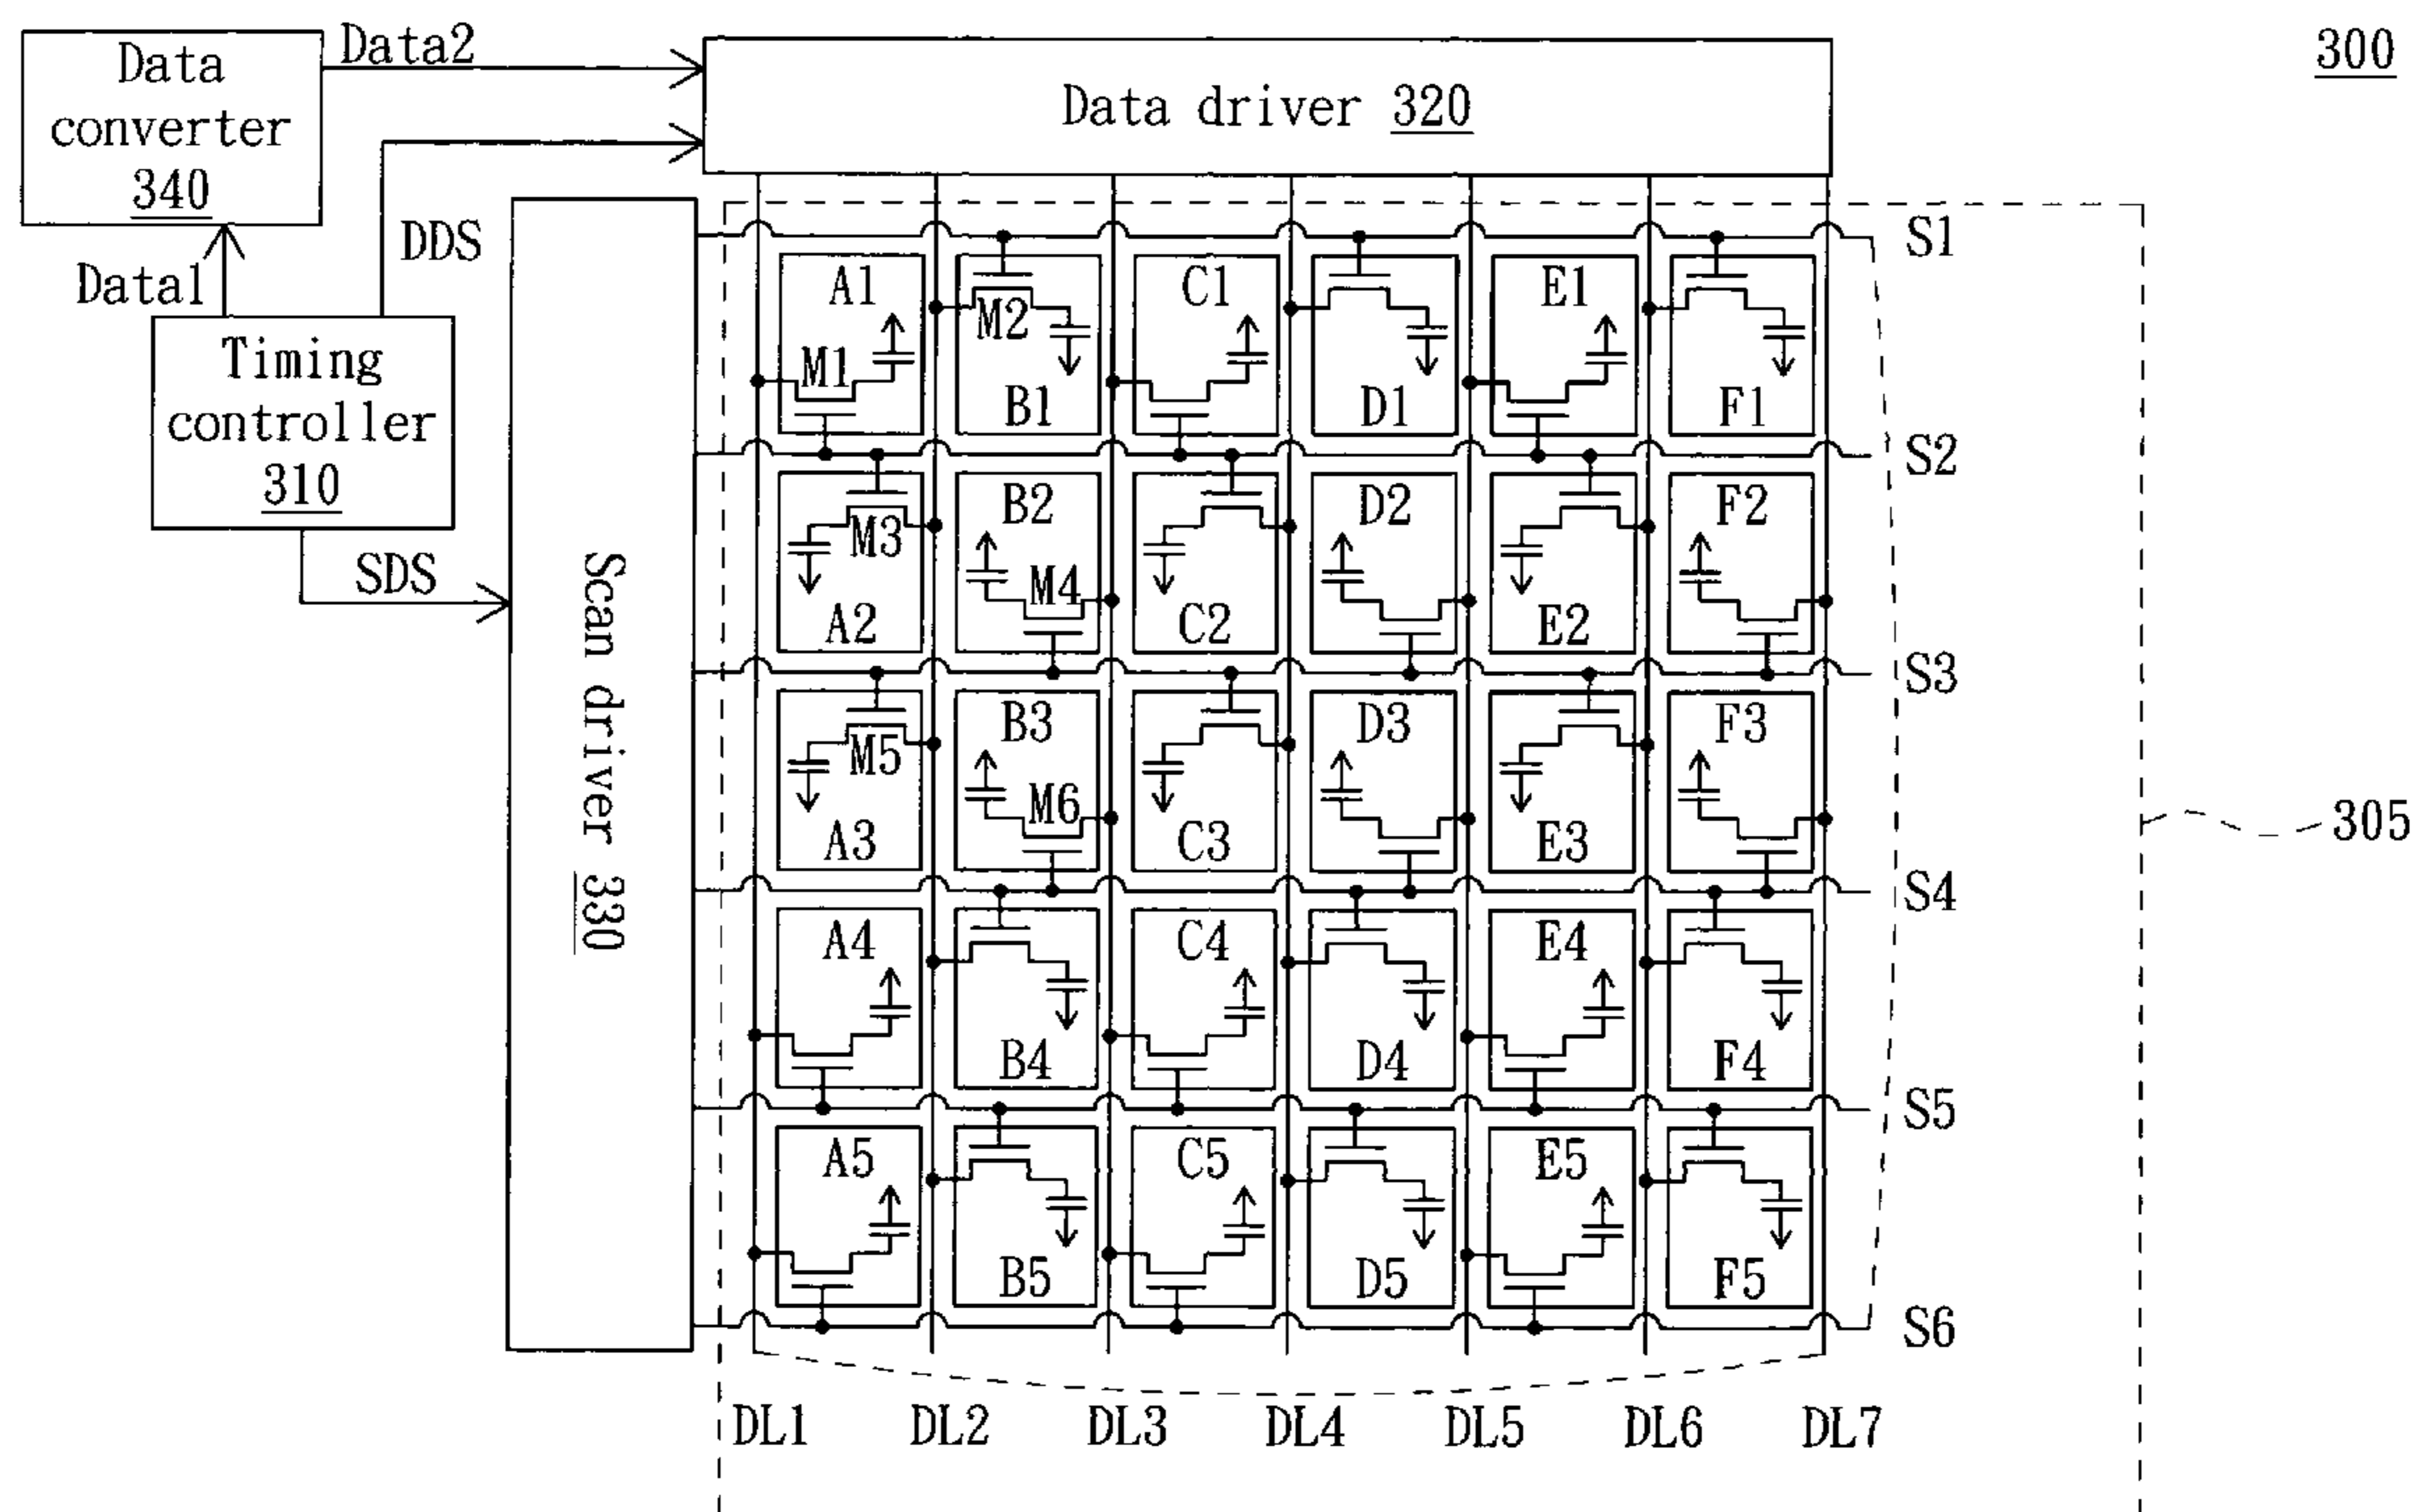 300
Data
converter
340
Data2
Data driver 320
DDS
Data1
Timing
controller
310
SDS
Scan driver 330
S1
A1
M1
M2
B1
C1
D1
E1
F1
S2
M3
A2
B2
M4
C2
D2
E2
F2
S3
M5
A3
B3
M6
C3
D3
E3
F3
305
S4
A4
B4
C4
D4
E4
F4
S5
A5
B5
C5
D5
E5
F5
S6
DL1
DL2
DL3
DL4
DL5
DL6
DL7